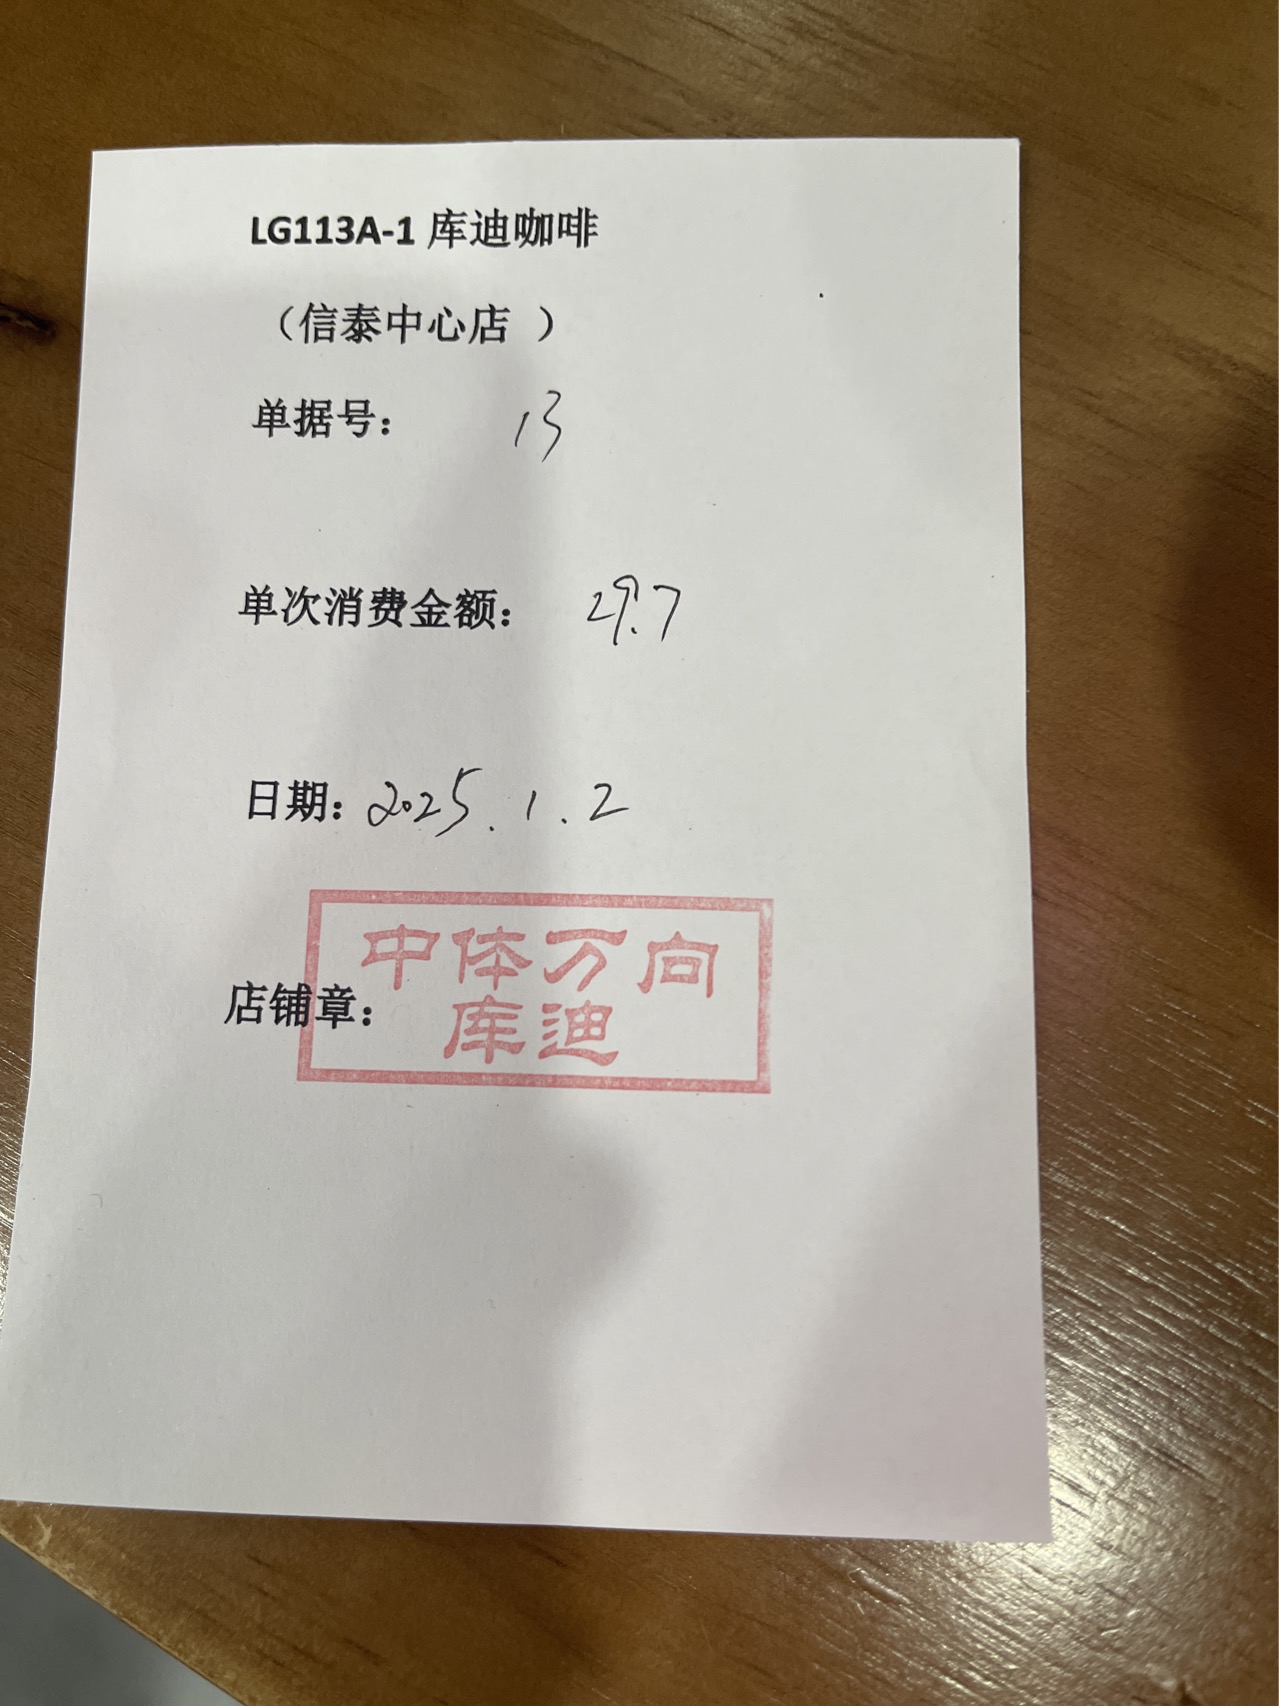 LG113A-1 库迪咖啡
（信泰中心店 ）
单据号： 13
单次消费金额： 29.7
日期：2025.1.2
中体万向
店铺章：
库迪